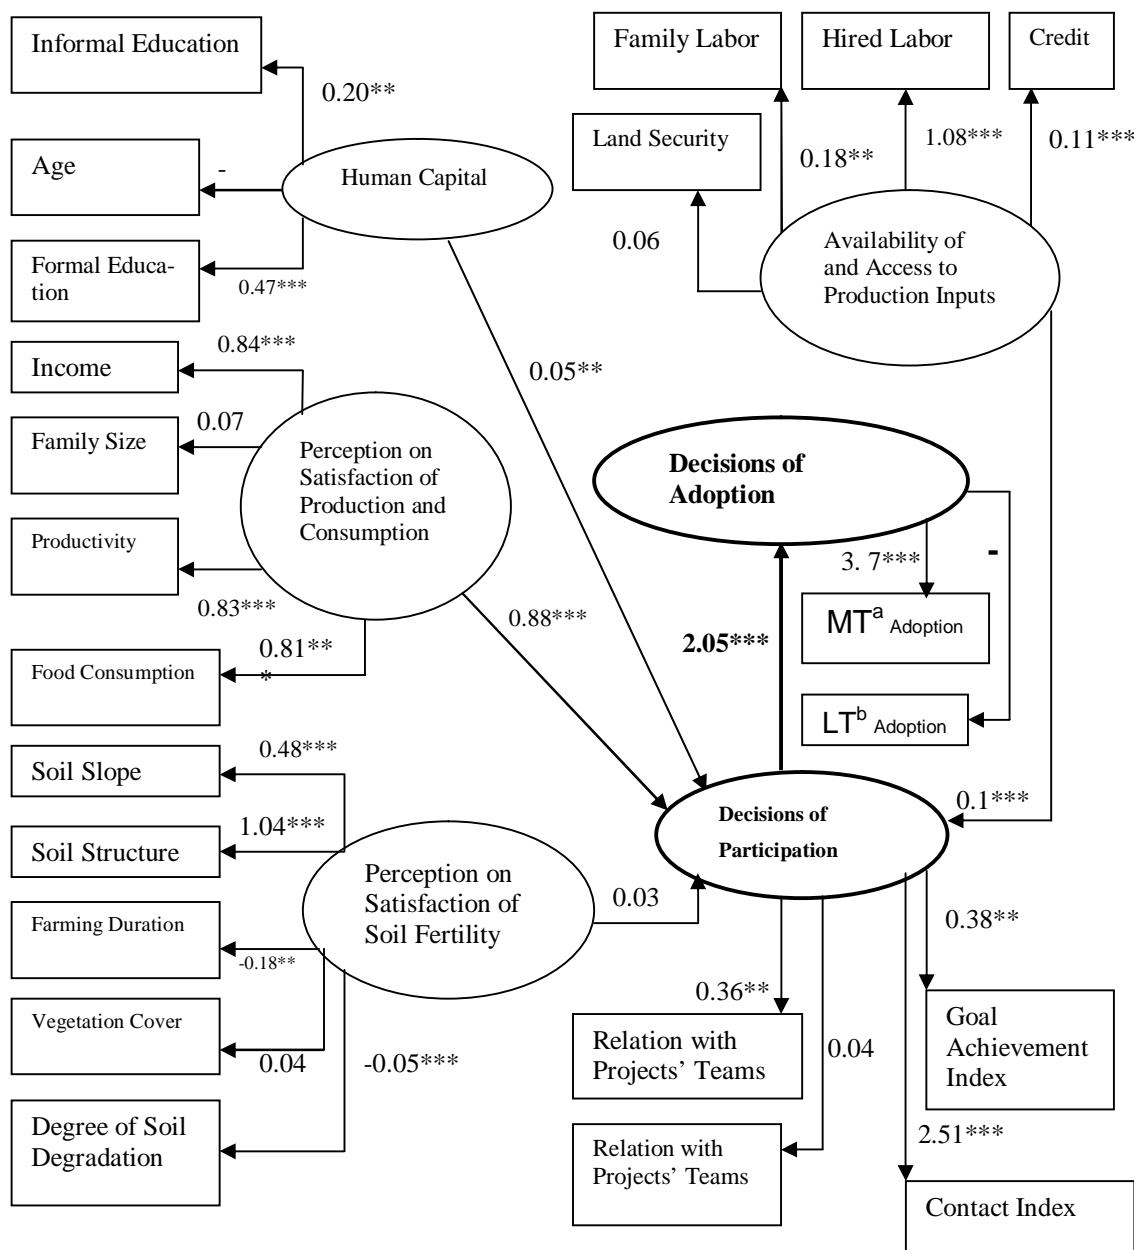 Informal Education
0.20**
Age
-
Human Capital
Formal Educa-
tion
0.47***
Family Labor
Hired Labor
Credit
Land Security
0.18**
1.08***
0.11***
0.06
Availability of
and Access to
Production Inputs
Income
0.84***
Family Size
0.07
Productivity
0.83***
Perception on
Satisfaction of
Production and
Consumption
Food Consumption
0.81**
*
0.05**
0.88***
Decisions of
Adoption
3. 7***
-
2.05***
MTᵃ Adoption
LTᵇ Adoption
0.1***
Soil Slope
0.48***
Soil Structure
1.04***
Farming Duration
-0.18**
Vegetation Cover
0.04
Degree of Soil
Degradation
-0.05***
Perception on
Satisfaction of
Soil Fertility
0.03
Decisions of
Participation
0.36**
0.04
0.38**
2.51***
Relation with
Projects’ Teams
Relation with
Projects’ Teams
Goal
Achievement
Index
Contact Index